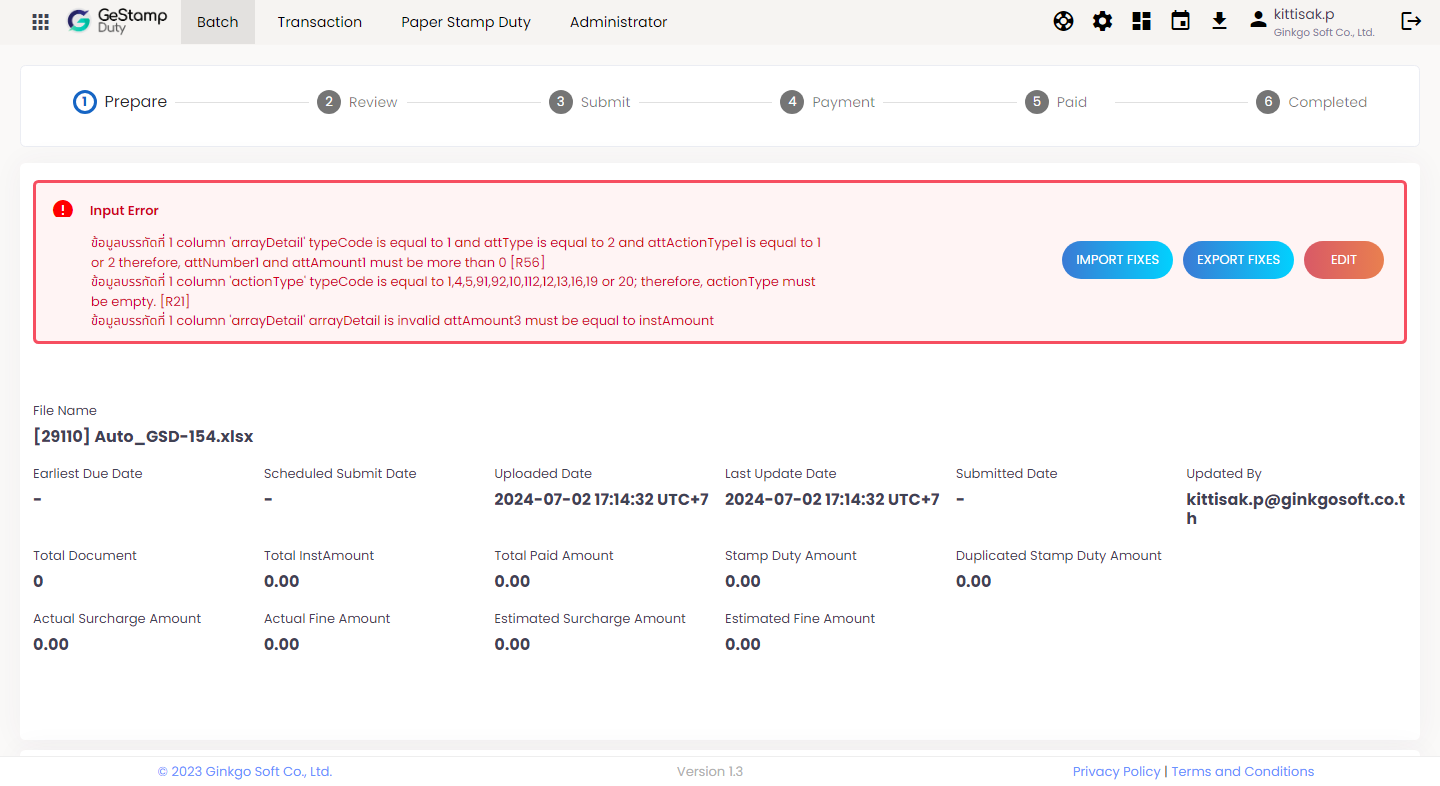 GeStamp
Duty
Batch
Transaction
Paper Stamp Duty
Administrator
kittisak.p
Ginkgo Soft Co., Ltd.
1 Prepare
2 Review
3 Submit
4 Payment
5 Paid
6 Completed
Input Error
ข้อมูลบรรทัดที่ 1 column 'arrayDetail' typeCode is equal to 1 and attType is equal to 2 and attActionType1 is equal to 1
or 2 therefore, attNumber1 and attAmount1 must be more than 0 [R56]
ข้อมูลบรรทัดที่ 1 column 'actionType' typeCode is equal to 1,4,5,91,92,10,112,12,13,16,19 or 20; therefore, actionType must
be empty. [R21]
ข้อมูลบรรทัดที่ 1 column 'arrayDetail' arrayDetail is invalid attAmount3 must be equal to instAmount
IMPORT FIXES
EXPORT FIXES
EDIT
File Name
[29110] Auto_GSD-154.xlsx
Earliest Due Date
-
Scheduled Submit Date
-
Uploaded Date
2024-07-02 17:14:32 UTC+7
Last Update Date
2024-07-02 17:14:32 UTC+7
Submitted Date
-
Updated By
kittisak.p@ginkgosoft.co.t
h
Total Document
0
Total InstAmount
0.00
Total Paid Amount
0.00
Stamp Duty Amount
0.00
Duplicated Stamp Duty Amount
0.00
Actual Surcharge Amount
0.00
Actual Fine Amount
0.00
Estimated Surcharge Amount
0.00
Estimated Fine Amount
0.00
© 2023 Ginkgo Soft Co., Ltd.
Version 1.3
Privacy Policy | Terms and Conditions